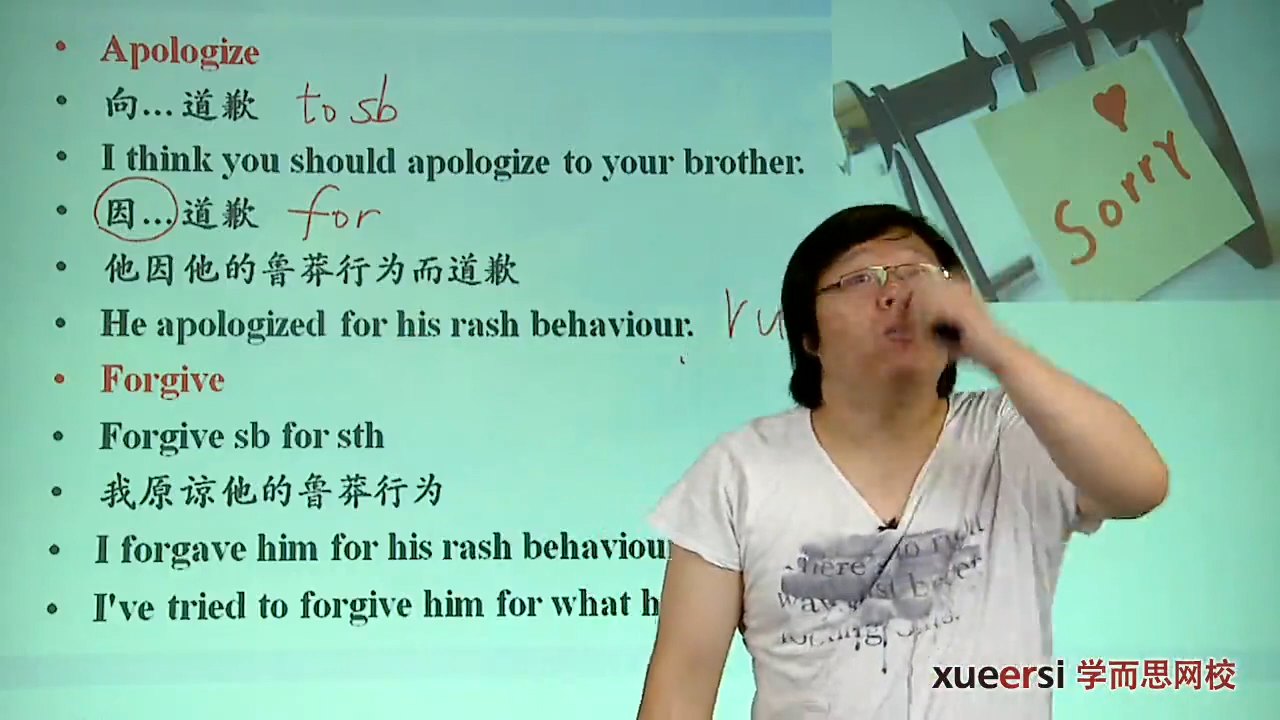 Apologize
向…道歉 to sb
I think you should apologize to your brother.
因…道歉 for
他因他的鲁莽行为而道歉
He apologized for his rash behaviour. ru
Forgive
Forgive sb for sth
我原谅他的鲁莽行为
I forgave him for his rash behaviou
I've tried to forgive him for what h
Sorry
xueersi 学而思网校